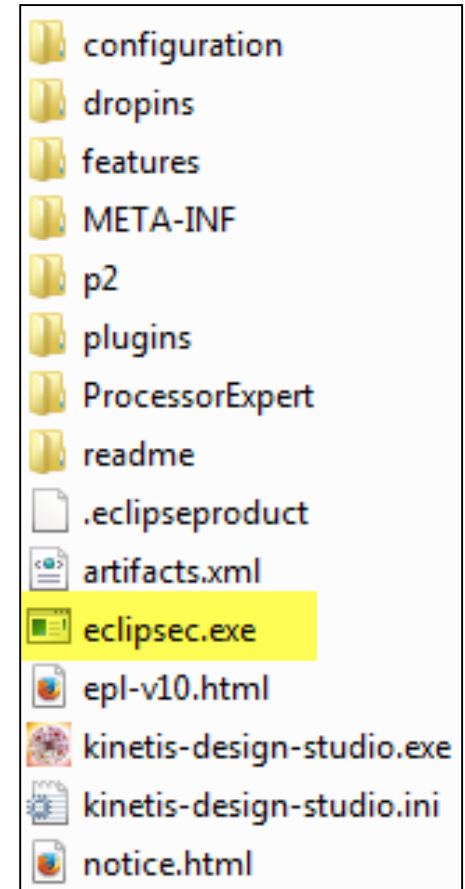 configuration
dropins
features
META-INF
p2
plugins
ProcessorExpert
readme
.eclipseproduct
artifacts.xml
eclipsec.exe
epl-v10.html
kinetis-design-studio.exe
kinetis-design-studio.ini
notice.html